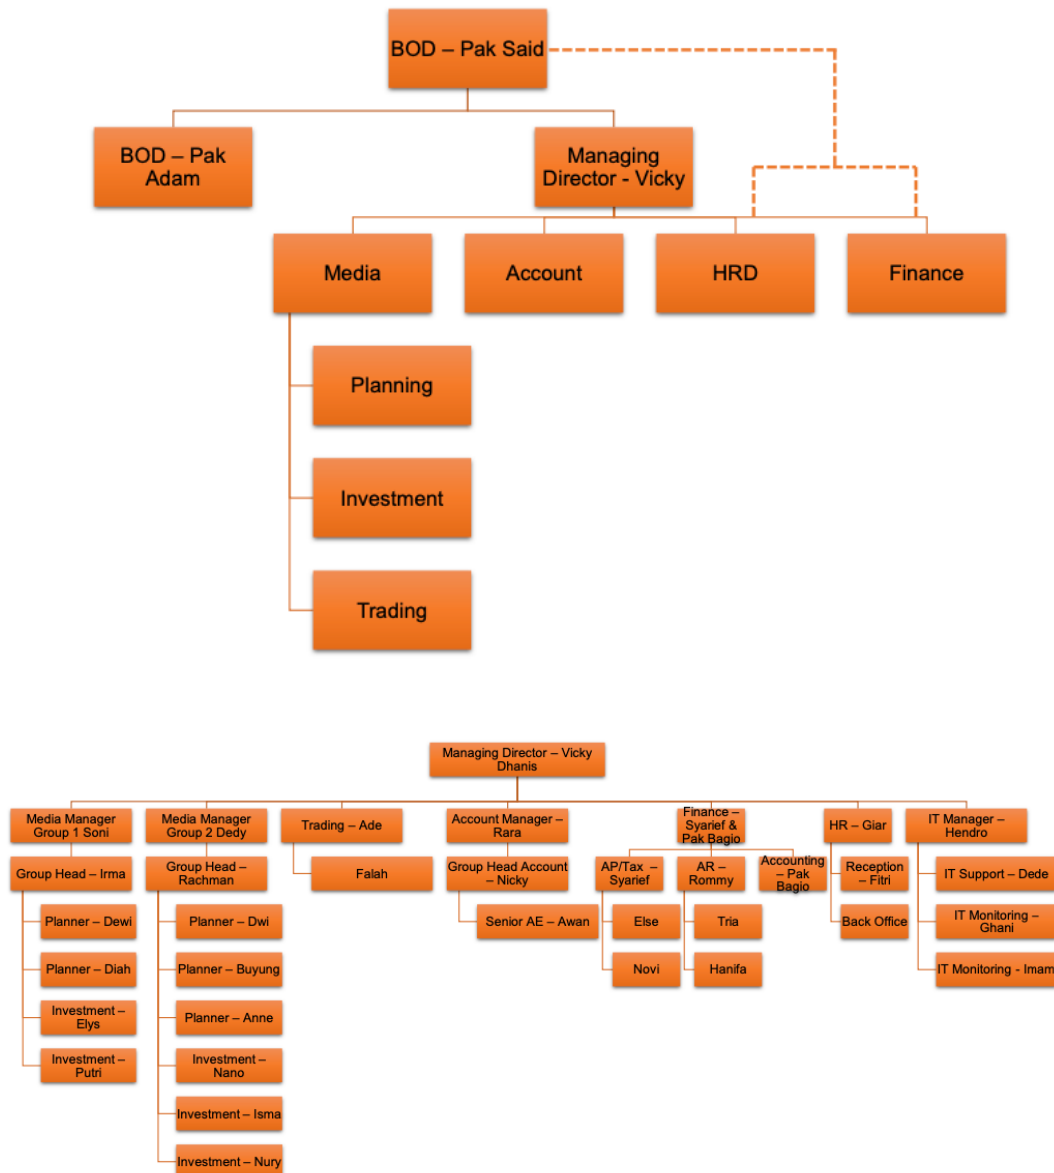 BOD – Pak Said
BOD – Pak
Adam
Managing
Director - Vicky
Media
Account
HRD
Finance
Planning
Investment
Trading
Managing Director – Vicky
Dhanis
Media Manager
Group 1 Soni
Media Manager
Group 2 Dedy
Trading – Ade
Account Manager –
Rara
Finance –
Syarief &
Pak Bagio
HR – Giar
IT Manager –
Hendro
Group Head – Irma
Group Head –
Rachman
Falah
Group Head Account
– Nicky
AP/Tax –
Syarief
AR –
Rommy
Accounting
– Pak
Bagio
Reception
– Fitri
IT Support – Dede
Planner – Dewi
Planner – Dwi
Senior AE – Awan
Else
Tria
Back Office
IT Monitoring –
Ghani
Planner – Diah
Planner – Buyung
Novi
Hanifa
IT Monitoring - Imam
Investment –
Elys
Planner – Anne
Investment –
Putri
Investment –
Nano
Investment – Isma
Investment – Nury